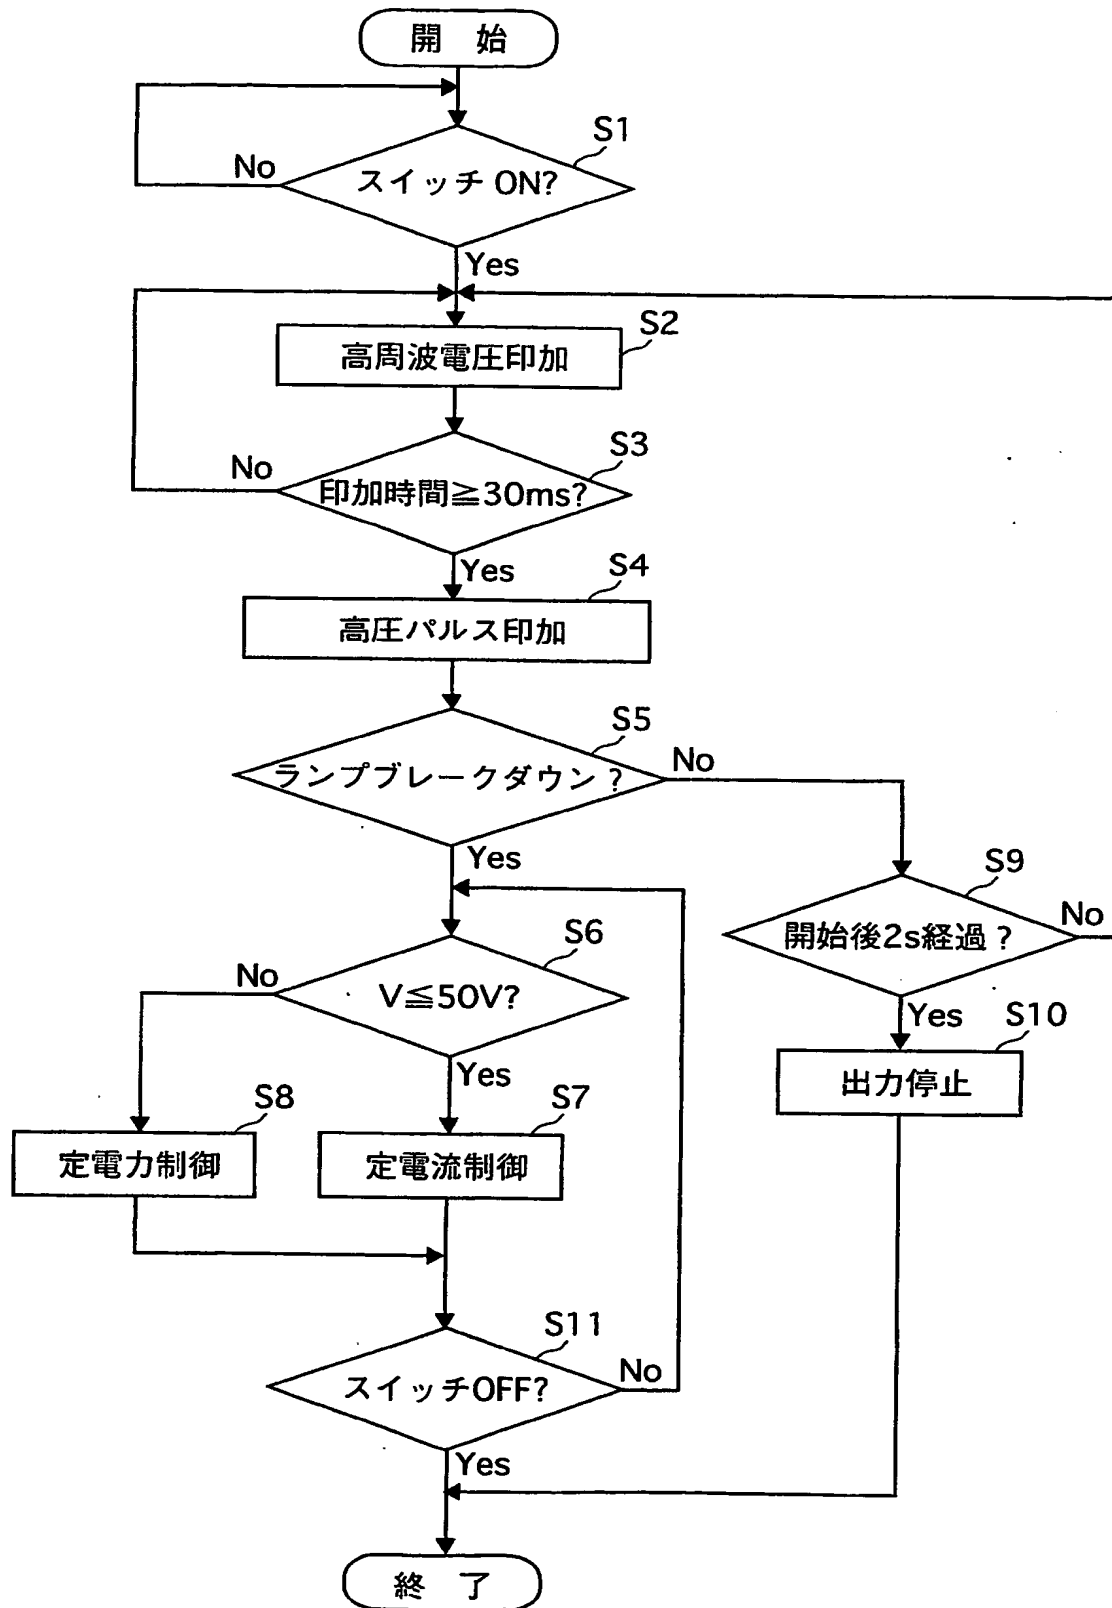 開 始
S1
No
スイッチ ON?
Yes
S2
高周波電圧印加
S3
No
印加時間≧30ms?
Yes
S4
高圧パルス印加
S5
No
ランプブレークダウン?
Yes
S9
No
開始後2s経過?
S6
No
V≦50V?
Yes
S10
Yes
出力停止
S8
S7
定電力制御
定電流制御
S11
No
スイッチOFF?
Yes
終 了